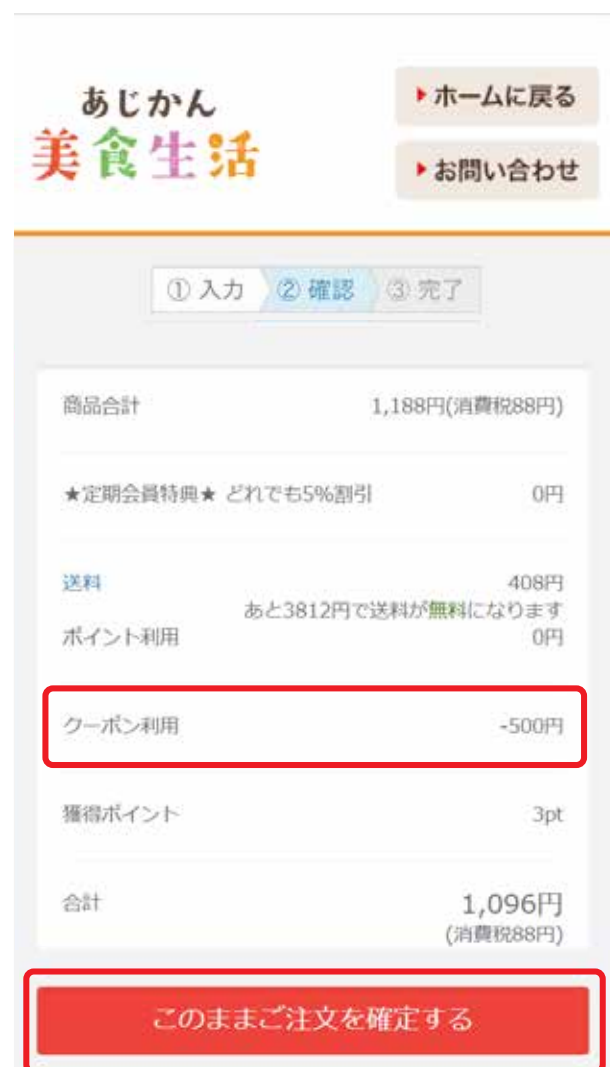 あじかん
美食生活
ホームに戻る
お問い合わせ
① 入力 ② 確認 ③ 完了
商品合計 1,188円(消費税88円)
★定期会員特典★ どれでも5%割引 0円
送料 408円
あと3812円で送料が無料になります
ポイント利用 0円
クーポン利用 -500円
獲得ポイント 3pt
合計 1,096円
(消費税88円)
このままご注文を確定する